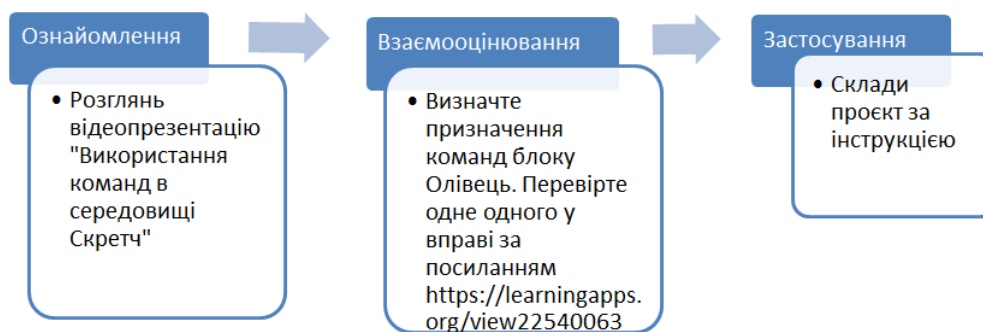 Ознайомлення
• Розглянь
відеопрезентацію
"Використання
команд в
середовищі
Скретч"
Взаємооцінювання
• Визначте
призначення
команд блоку
Олівець. Перевірте
одне одного у
вправі за
посиланням
https://learningapps.
org/view22540063
Застосування
• Склади
проєкт за
інструкцією